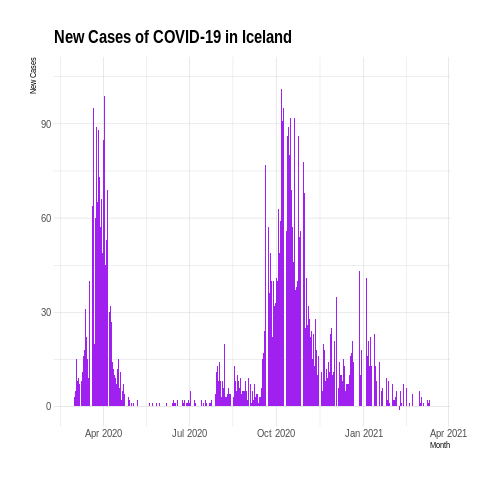 New Cases of COVID-19 in Iceland
New Cases
90
60
30
0
Apr 2020
Jul 2020
Oct 2020
Jan 2021
Apr 2021
Month